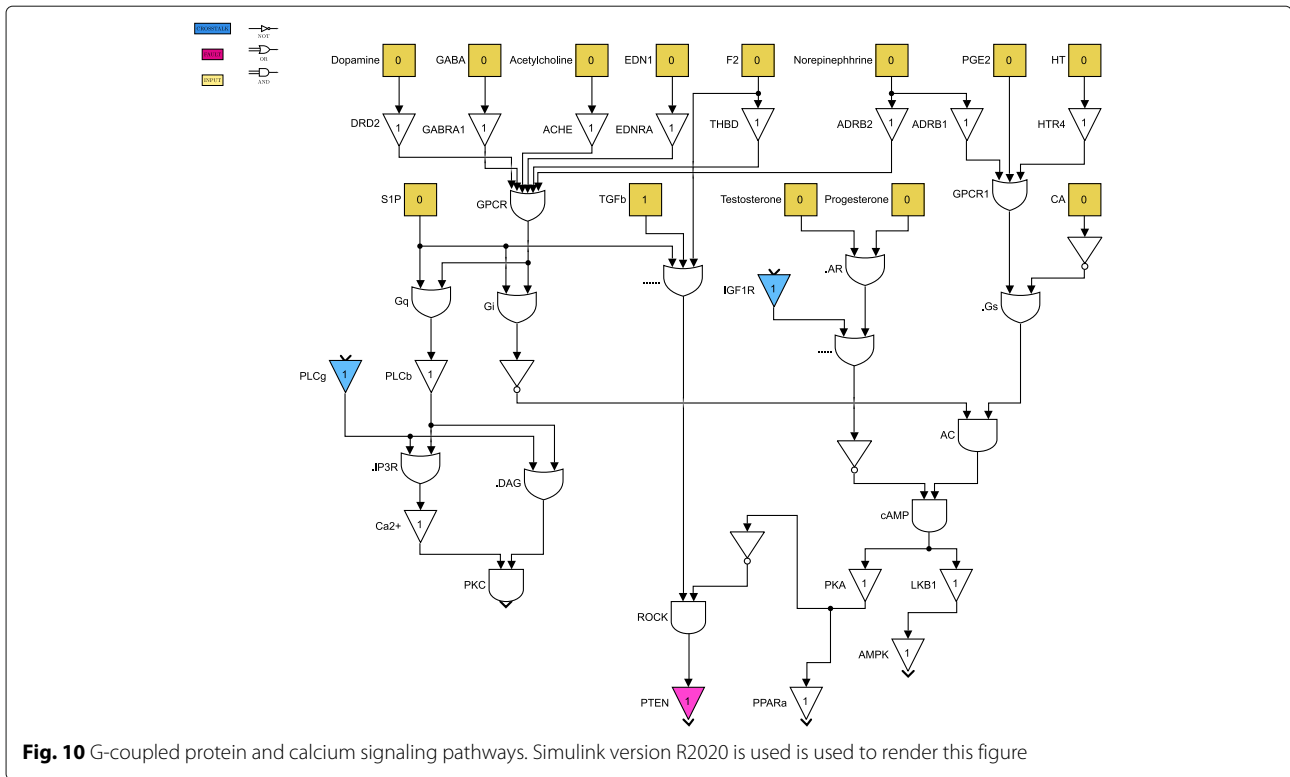 CROSSTALK
NOT
FAULT
OR
INPUT
AND
Dopamine 0 GABA 0 Acetylcholine 0 EDN1 0 F2 0 Norepinephhrine 0 PGE2 0 HT 0
DRD2 1 GABRA1 1 ACHE 1 EDNRA 1 THBD 1 ADRB2 1 ADRB1 1 HTR4 1
S1P 0 GPCR TGFb 1 Testosterone 0 Progesterone 0 GPCR1 CA 0
.AR
Gq Gi ...... IGF1R 1 .Gs
.....
PLCg 1 PLCb 1
AC
.IP3R .DAG
cAMP
Ca2+ 1
PKC PKA 1 LKB1 1
ROCK
AMPK 1
PTEN 1 PPARa 1
Fig. 10 G-coupled protein and calcium signaling pathways. Simulink version R2020 is used is used to render this figure